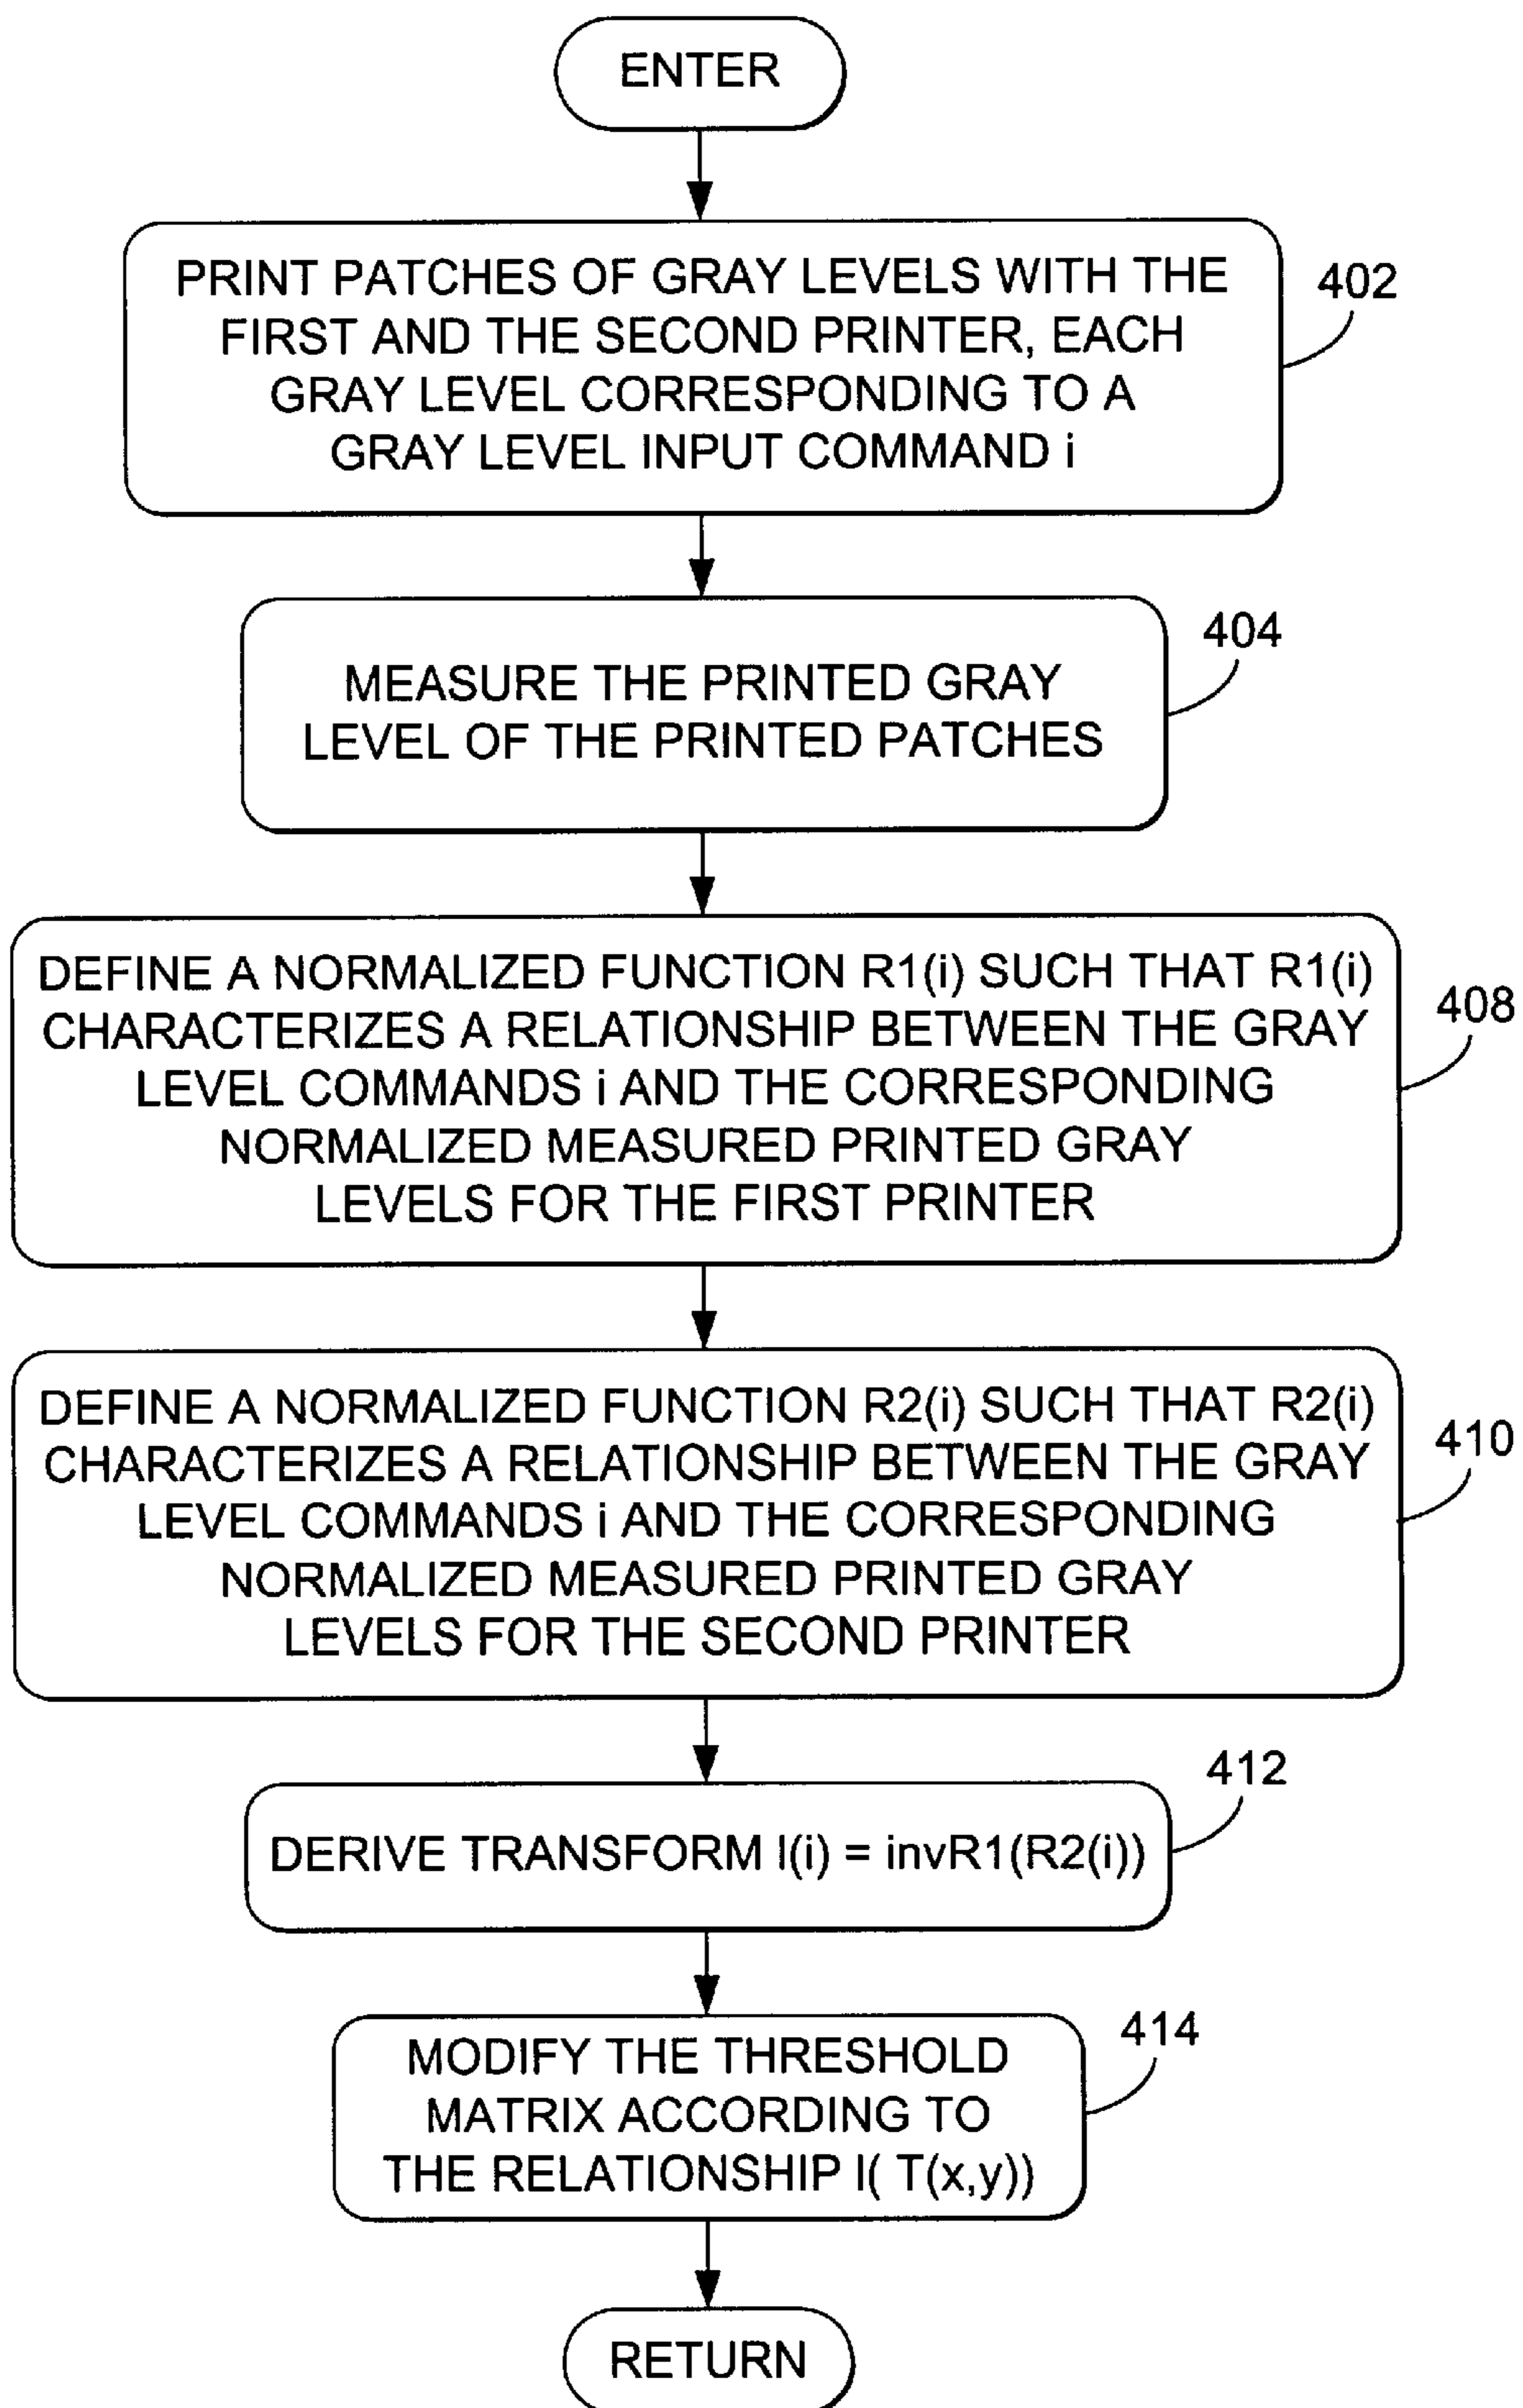 ENTER
PRINT PATCHES OF GRAY LEVELS WITH THE
FIRST AND THE SECOND PRINTER, EACH
GRAY LEVEL CORRESPONDING TO A
GRAY LEVEL INPUT COMMAND i
402
MEASURE THE PRINTED GRAY
LEVEL OF THE PRINTED PATCHES
404
DEFINE A NORMALIZED FUNCTION R1(i) SUCH THAT R1(i)
CHARACTERIZES A RELATIONSHIP BETWEEN THE GRAY
LEVEL COMMANDS i AND THE CORRESPONDING
NORMALIZED MEASURED PRINTED GRAY
LEVELS FOR THE FIRST PRINTER
408
DEFINE A NORMALIZED FUNCTION R2(i) SUCH THAT R2(i)
CHARACTERIZES A RELATIONSHIP BETWEEN THE GRAY
LEVEL COMMANDS i AND THE CORRESPONDING
NORMALIZED MEASURED PRINTED GRAY
LEVELS FOR THE SECOND PRINTER
410
DERIVE TRANSFORM I(i) = invR1(R2(i))
412
MODIFY THE THRESHOLD
MATRIX ACCORDING TO
THE RELATIONSHIP I( T(x,y))
414
RETURN